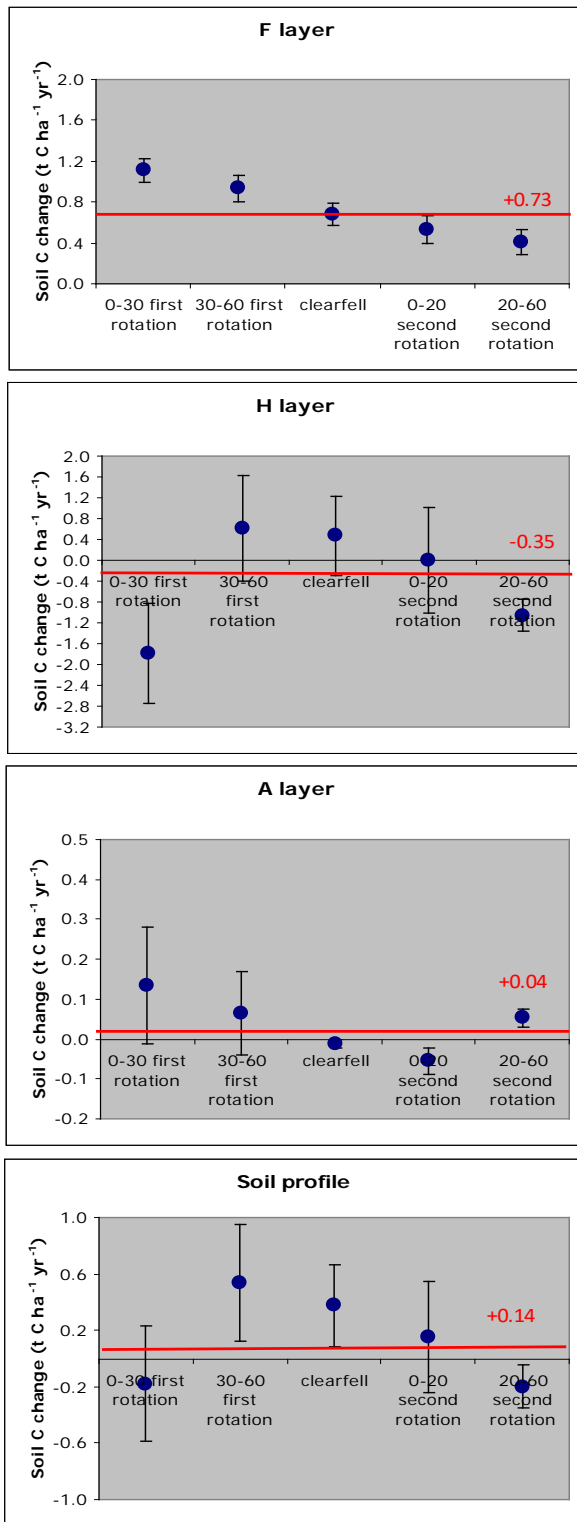 F layer
Soil C change (t C ha⁻¹ yr⁻¹)
2.0
1.6
1.2
0.8
0.4
0.0
+0.73
0-30 first rotation
30-60 first rotation
clearfell
0-20 second rotation
20-60 second rotation
H layer
Soil C change (t C ha⁻¹ yr⁻¹)
2.0
1.6
1.2
0.8
0.4
0.0
-0.4
-0.8
-1.2
-1.6
-2.0
-2.4
-2.8
-3.2
-0.35
0-30 first rotation
30-60 first rotation
clearfell
0-20 second rotation
20-60 second rotation
A layer
Soil C change (t C ha⁻¹ yr⁻¹)
0.5
0.4
0.3
0.2
0.1
0.0
-0.1
-0.2
+0.04
0-30 first rotation
30-60 first rotation
clearfell
0-20 second rotation
20-60 second rotation
Soil profile
Soil C change (t C ha⁻¹ yr⁻¹)
1.0
0.6
0.2
-0.2
-0.6
-1.0
+0.14
0-30 first rotation
30-60 first rotation
clearfell
0-20 second rotation
20-60 second rotation